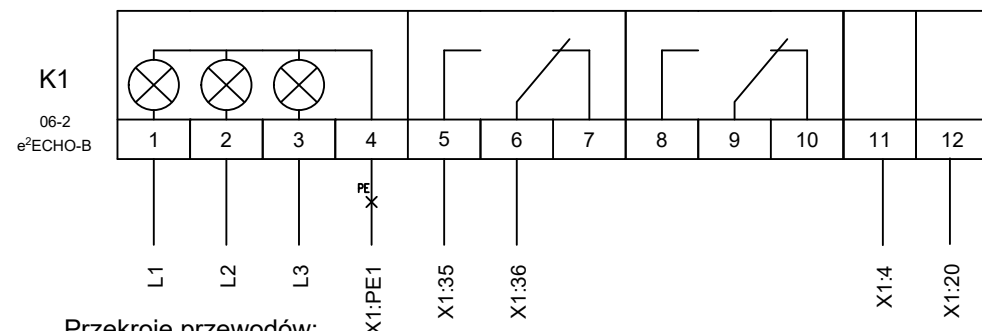 K1
06-2
e²ECHO-B
1 2 3 4 5 6 7 8 9 10 11 12
PE
L1
L2
L3
X1:PE1
X1:35
X1:36
X1:4
X1:20
Przekroje przewodów: